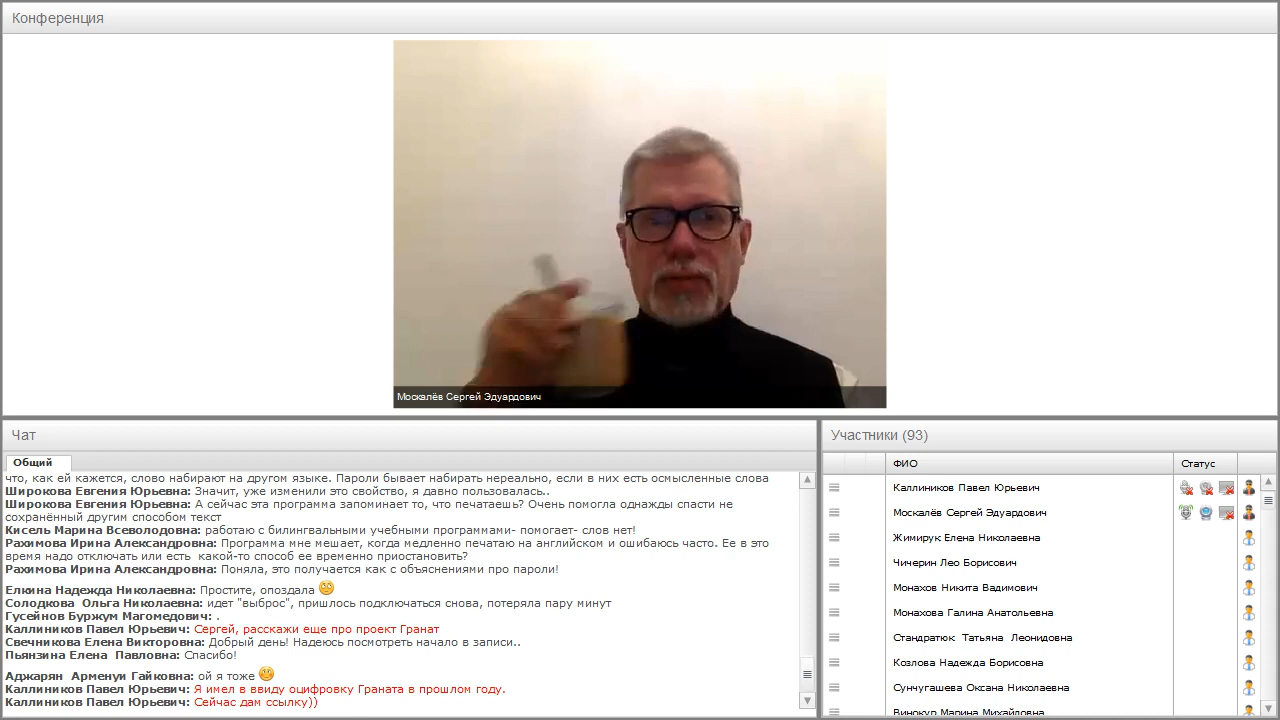 Конференция
Москалёв Сергей Эдуардович
Чат
Общий
что, как ей кажется, слово набирают на другом языке. Пароли бывает набирать нереально, если в них есть осмысленные слова
Широкова Евгения Юрьевна: Значит, уже изменили это свойство, я давно пользовалась..
Широкова Евгения Юрьевна: А сейчас эта программа запоминает то, что печатаешь? Очень помогла однажды спасти не
сохранённый другим способом текст
Кисель Марина Всеволодовна: работаю с билингвальными учебными программами- помогает слов нет!
Рахимова Ирина Александровна: Программа мне мешает, когда медленно печатаю на английском и ошибаюсь часто. Ее в это
время надо отключать или есть какой-то способ ее временно приостановить?
Рахимова Ирина Александровна: Поняла, это получается как с объяснениями про пароли!
Елкина Надежда Николаевна: Простите, опоздала
Солодкова Ольга Николаевна: идет "выброс", пришлось подключаться снова, потеряла пару минут
Гусейнов Буржум Магомедович: -
Каллиников Павел Юрьевич: Сергей, расскажи еще про проект Гранат
Свечникова Елена Викторовна: Добрый день! Надеюсь посмотреть начало в записи..
Пьянзина Елена Павловна: Спасибо!
Аджарян Арменуи Гайковна: ой я тоже
Каллиников Павел Юрьевич: Я имел в ввиду оцифровку Граната в прошлом году.
Каллиников Павел Юрьевич: Сейчас дам ссылку))
Участники (93)
ФИО Статус
Каллиников Павел Юрьевич
Москалёв Сергей Эдуардович
Жимирук Елена Николаевна
Чичерин Лео Борисович
Монахов Никита Вадимович
Монахова Галина Анатольевна
Стандратюк Татьяна Леонидовна
Козлова Надежда Борисовна
Сунчугашева Оксана Николаевна
Винокур Марина Михайловна